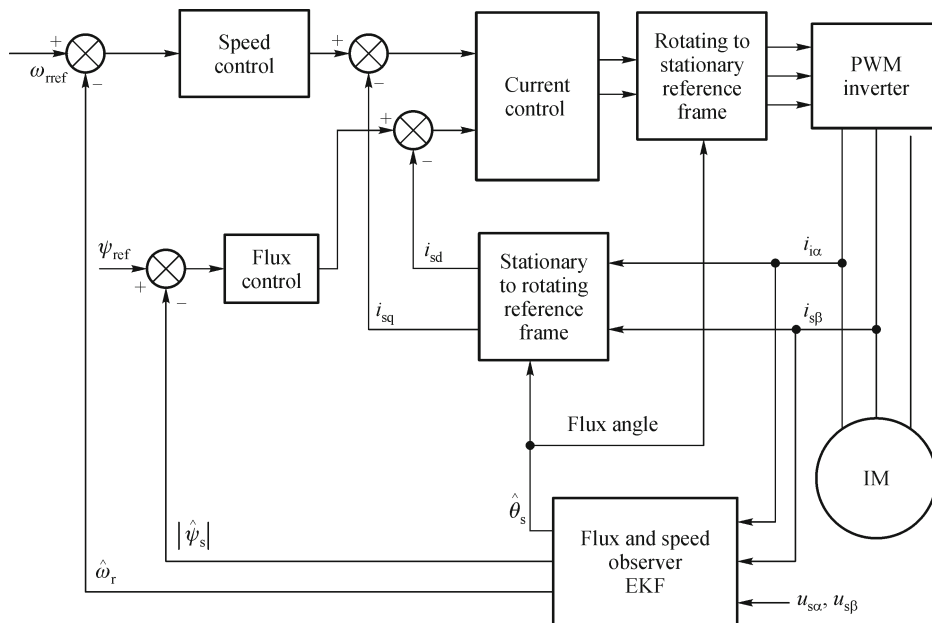 +
ω_rref
−
Speed
control
+
−
+
−
Current
control
Rotating to
stationary
reference
frame
PWM
inverter
ψ_ref
+
−
Flux
control
i_sd
i_sq
Stationary
to rotating
reference
frame
i_iα
i_sβ
Flux angle
IM
θ̂_s
|ψ̂_s|
ω̂_r
Flux and speed
observer
EKF
u_sα, u_sβ